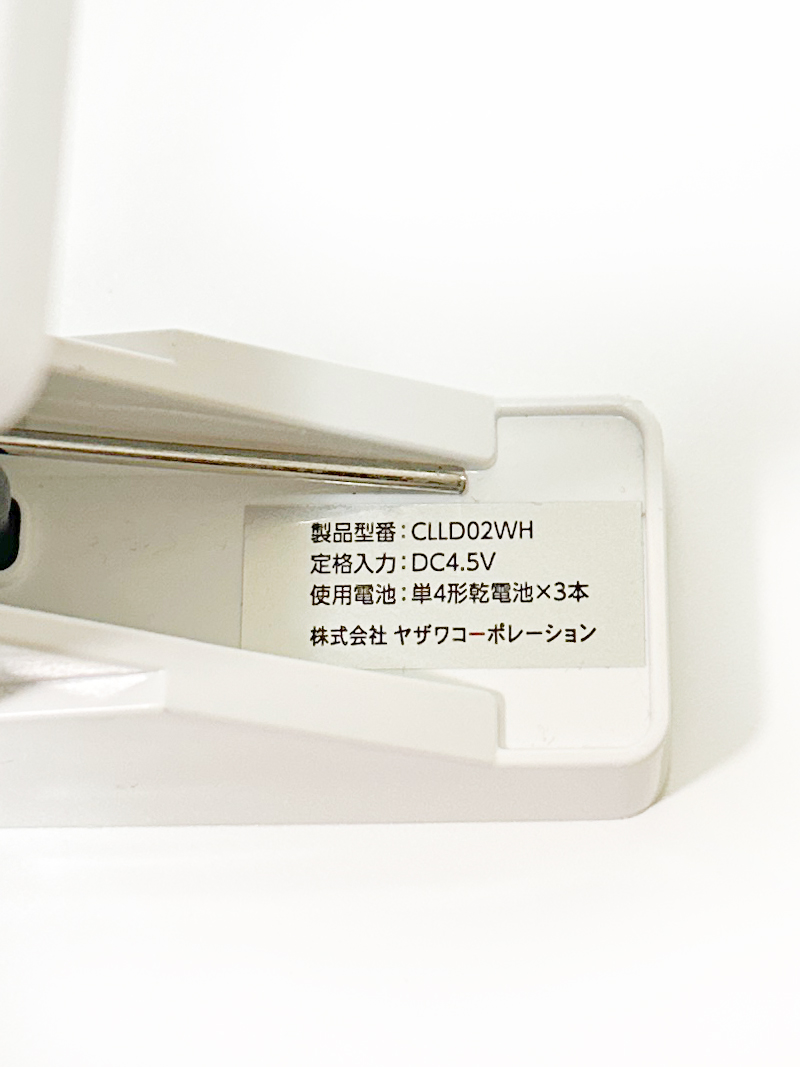 製品型番：CLLD02WH
定格入力：DC4.5V
使用電池：単4形乾電池×3本
株式会社 ヤザワコーポレーション